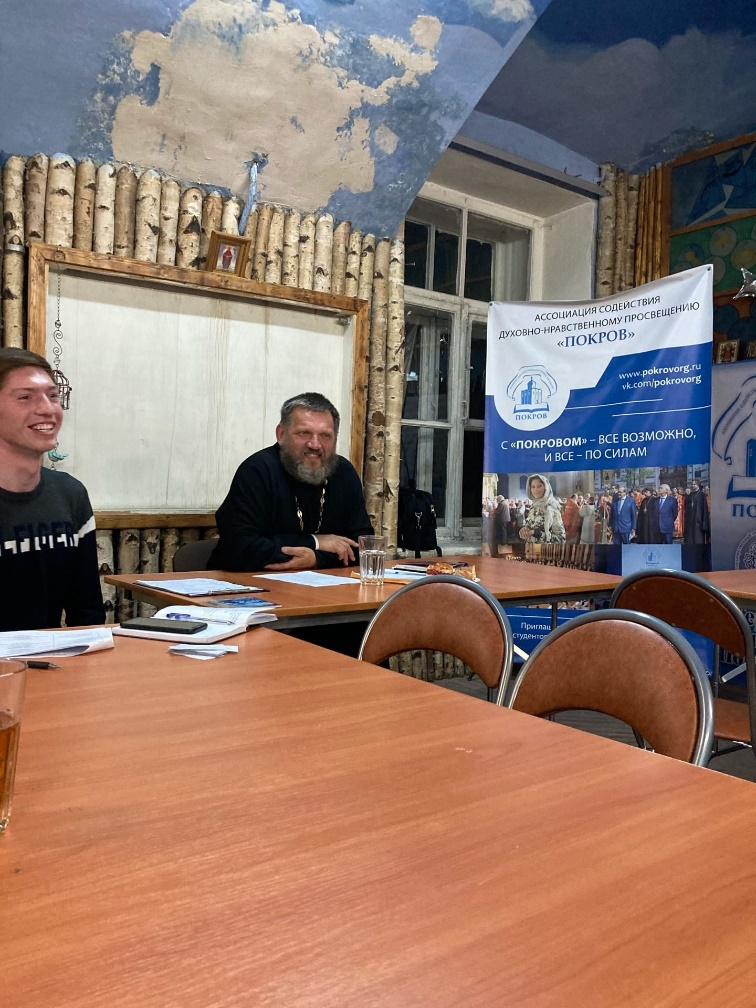 АССОЦИАЦИЯ СОДЕЙСТВИЯ
ДУХОВНО-НРАВСТВЕННОМУ ПРОСВЕЩЕНИЮ
«ПОКРОВ»
www.pokrovorg.ru
vk.com/pokrovorg
ПОКРОВ
С «ПОКРОВОМ» – ВСЕ ВОЗМОЖНО,
И ВСЕ – ПО СИЛАМ